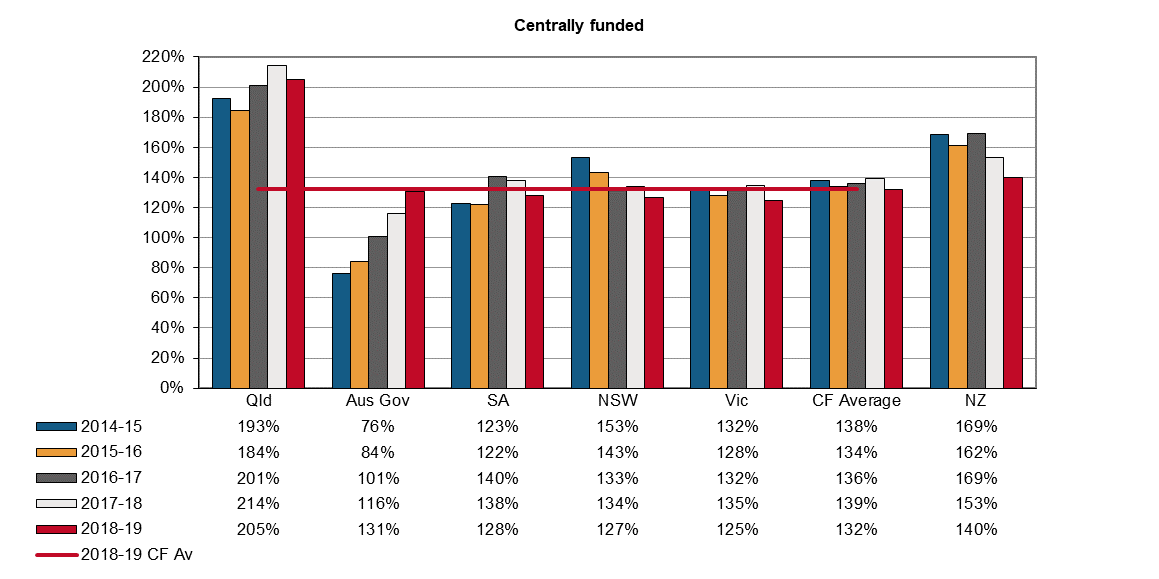 Centrally funded
220%
200%
180%
160%
140%
120%
100%
80%
60%
40%
20%
0%
Qld Aus Gov SA NSW Vic CF Average NZ
2014-15 193% 76% 123% 153% 132% 138% 169%
2015-16 184% 84% 122% 143% 128% 134% 162%
2016-17 201% 101% 140% 133% 132% 136% 169%
2017-18 214% 116% 138% 134% 135% 139% 153%
2018-19 205% 131% 128% 127% 125% 132% 140%
2018-19 CF Av